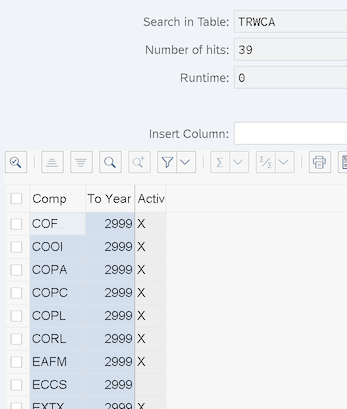 Search in Table: TRWCA
Number of hits: 39
Runtime: 0
Insert Column:
Comp To Year Activ
COF 2999 X
COOI 2999 X
COPA 2999 X
COPC 2999 X
COPL 2999 X
CORL 2999 X
EAFM 2999 X
ECCS 2999
EXTX 2999 X